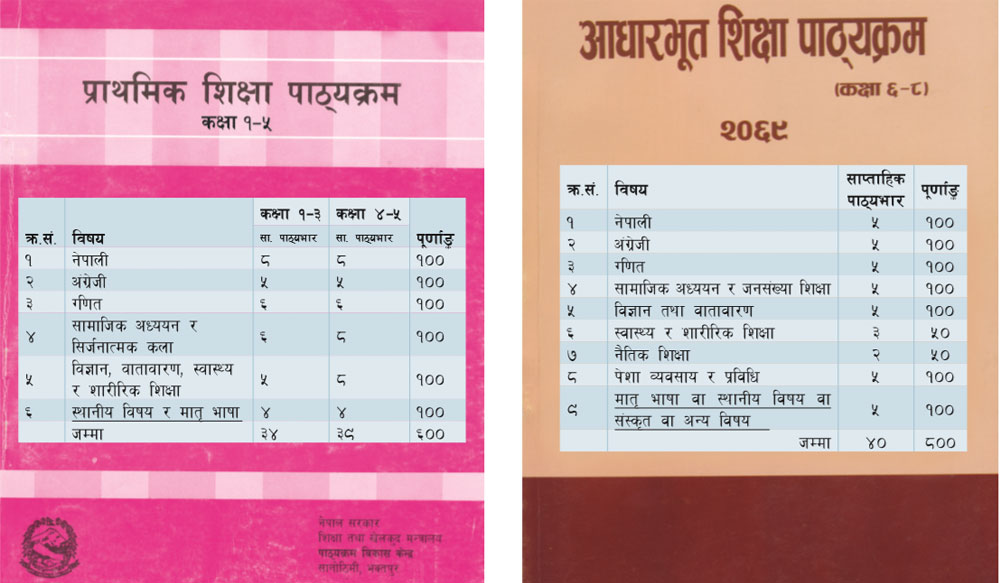 प्राथमिक शिक्षा पाठ्यक्रम
कक्षा १-५
कक्षा १-३ कक्षा ४-५
क्र.सं. विषय सा. पाठ्यभार सा. पाठ्यभार पूर्णाङ्क
१ नेपाली ८ ८ १००
२ अंग्रेजी ५ ५ १००
३ गणित ६ ६ १००
४ सामाजिक अध्ययन र सिर्जनात्मक कला ६ ८ १००
५ विज्ञान, वातावारण, स्वास्थ्य र शारीरिक शिक्षा ५ ८ १००
६ स्थानीय विषय र मातृ भाषा ४ ४ १००
जम्मा ३४ ३९ ६००
नेपाल सरकार
शिक्षा तथा खेलकुद मन्त्रालय
पाठ्यक्रम विकास केन्द्र
सानोठिमी, भक्तपुर
आधारभूत शिक्षा पाठ्यक्रम
(कक्षा ६-८)
२०६९
क्र.सं. विषय साप्ताहिक पाठ्यभार पूर्णाङ्क
१ नेपाली ५ १००
२ अंग्रेजी ५ १००
३ गणित ५ १००
४ सामाजिक अध्ययन र जनसंख्या शिक्षा ५ १००
५ विज्ञान तथा वातावारण ५ १००
६ स्वास्थ्य र शारीरिक शिक्षा ३ ५०
७ नैतिक शिक्षा २ ५०
८ पेशा व्यवसाय र प्रविधि ५ १००
९ मातृ भाषा वा स्थानीय विषय वा संस्कृत वा अन्य विषय ५ १००
जम्मा ४० ८००